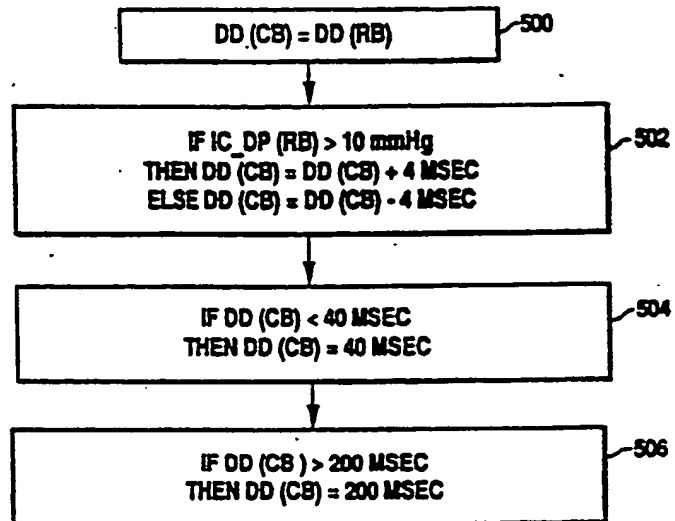 DD (CB) = DD (RB)
500
IF IC_DP (RB) > 10 mmHg
THEN DD (CB) = DD (CB) + 4 MSEC
ELSE DD (CB) = DD (CB) - 4 MSEC
502
IF DD (CB) < 40 MSEC
THEN DD (CB) = 40 MSEC
504
IF DD (CB ) > 200 MSEC
THEN DD (CB) = 200 MSEC
506